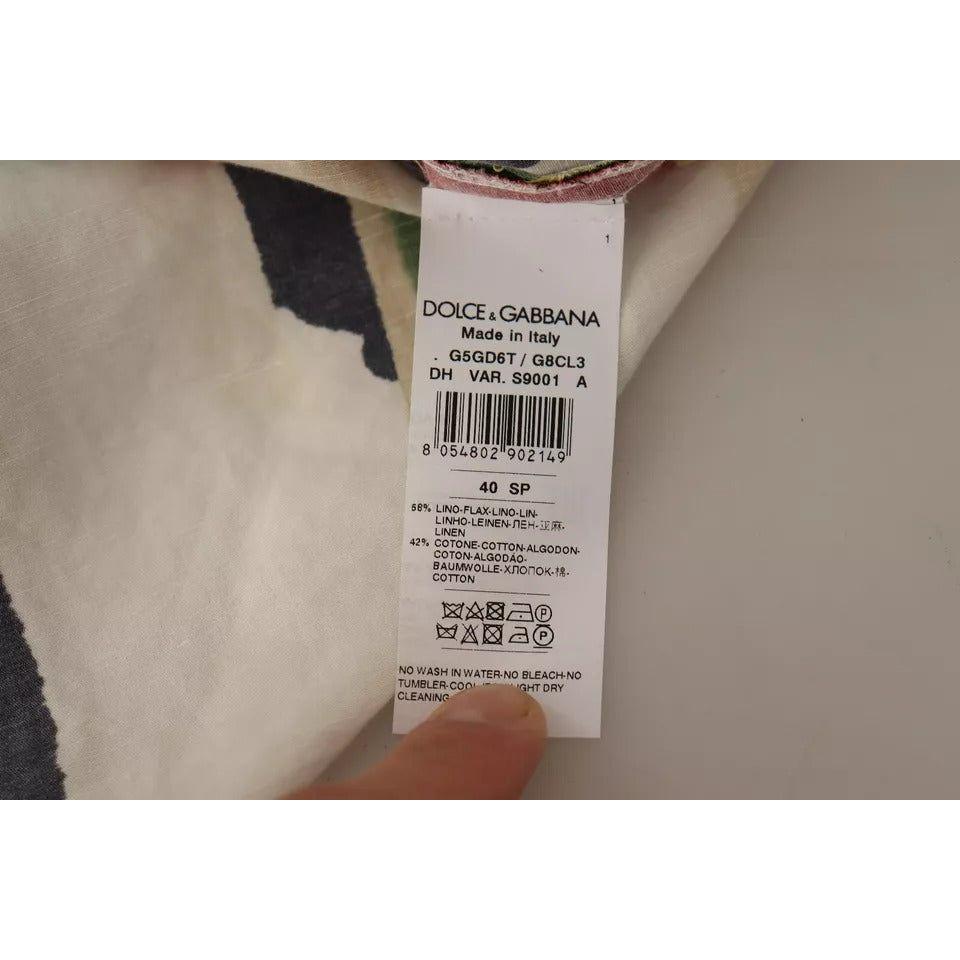 1
1
DOLCE & GABBANA
Made in Italy
. G5GD6T / G8CL3
DH VAR. S9001 A
8 054802 902149
40 SP
58% LINO-FLAX-LINO-LIN-
LINHO-LEINEN-ЛЕН-亚麻-
LINEN
42% COTONE-COTTON-ALGODON-
COTON-ALGODÃO-
BAUMWOLLE-ХЛОПОК-棉-
COTTON
P
P
NO WASH IN WATER-NO BLEACH-NO
TUMBLER-COOL DRY
CLEANING